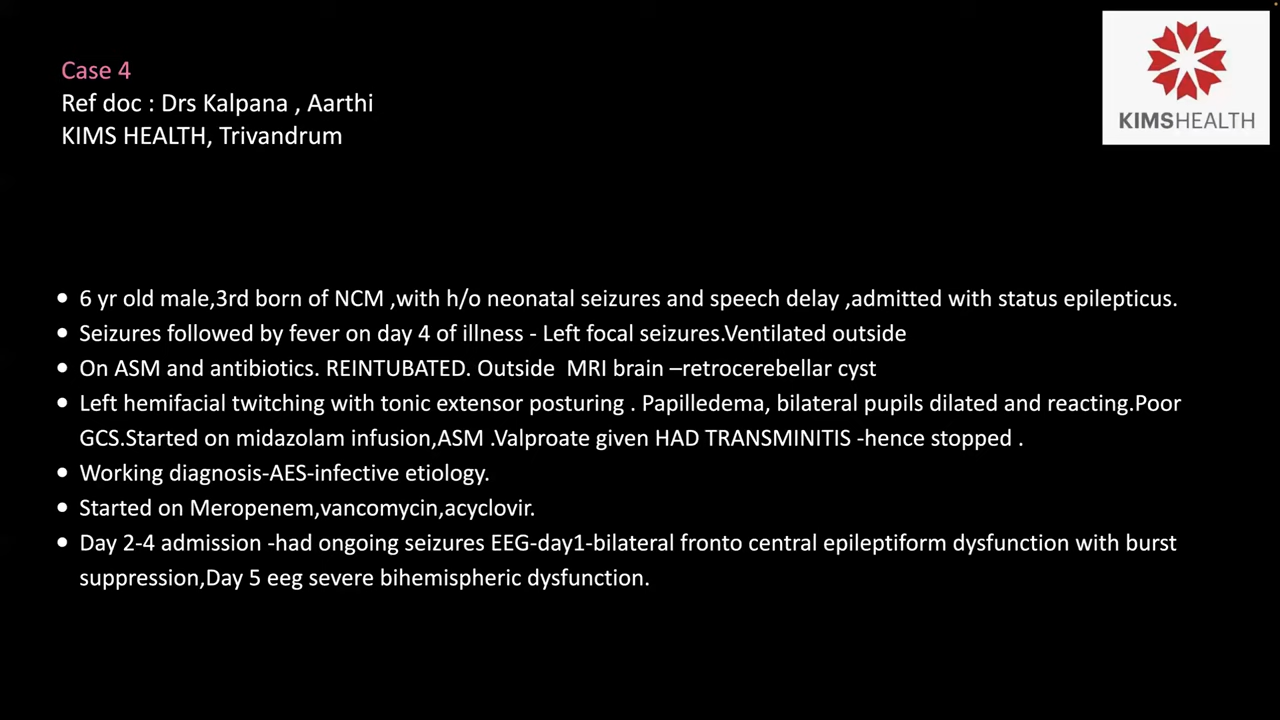 Case 4
Ref doc : Drs Kalpana , Aarthi
KIMS HEALTH, Trivandrum
KIMSHEALTH
• 6 yr old male,3rd born of NCM ,with h/o neonatal seizures and speech delay ,admitted with status epilepticus.
• Seizures followed by fever on day 4 of illness - Left focal seizures.Ventilated outside
• On ASM and antibiotics. REINTUBATED. Outside  MRI brain –retrocerebellar cyst
• Left hemifacial twitching with tonic extensor posturing . Papilledema, bilateral pupils dilated and reacting.Poor
GCS.Started on midazolam infusion,ASM .Valproate given HAD TRANSMINITIS -hence stopped .
• Working diagnosis-AES-infective etiology.
• Started on Meropenem,vancomycin,acyclovir.
• Day 2-4 admission -had ongoing seizures EEG-day1-bilateral fronto central epileptiform dysfunction with burst
suppression,Day 5 eeg severe bihemispheric dysfunction.